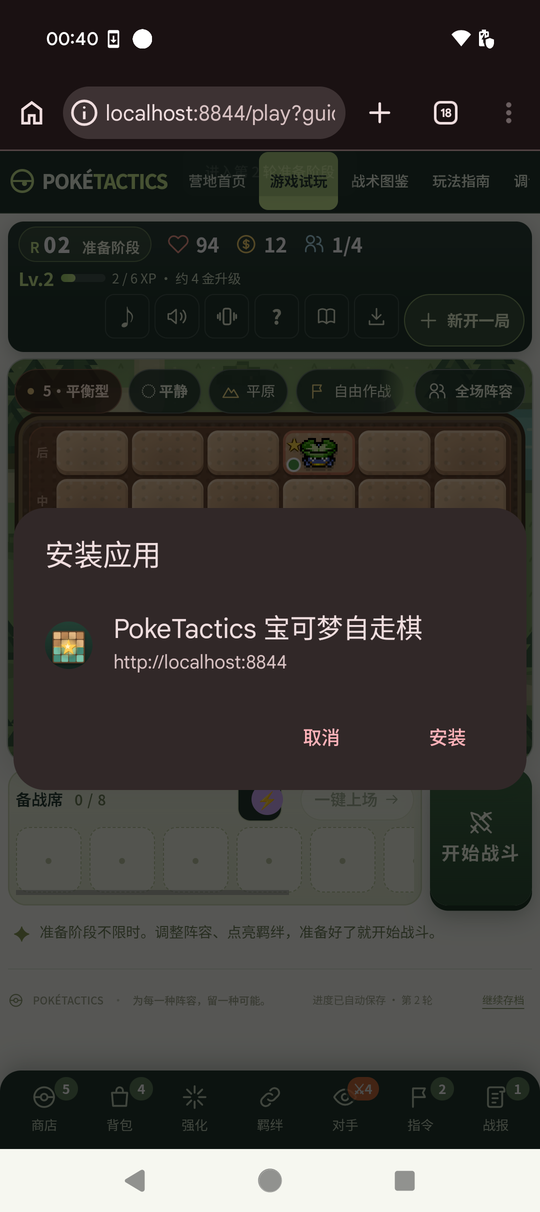 00:40
localhost:8844/play?guid
18
POKÉTACTICS 营地首页 游戏试玩 战术图鉴 玩法指南 调
R 02 准备阶段 94 12 1/4
Lv.2 2 / 6 XP · 约 4 金升级
? 新开一局
5 · 平衡型 平静 平原 自由作战 全场阵容
后
中
安装应用
PokeTactics 宝可梦自走棋
http://localhost:8844
取消 安装
备战席 0 / 8 一键上场 →
开始战斗
准备阶段不限时。调整阵容、点亮羁绊，准备好了就开始战斗。
POKÉTACTICS · 为每一种阵容，留一种可能。 进度已自动保存 · 第 2 轮 继续存档
5 4 4 2 1
商店 背包 强化 羁绊 对手 指令 战报